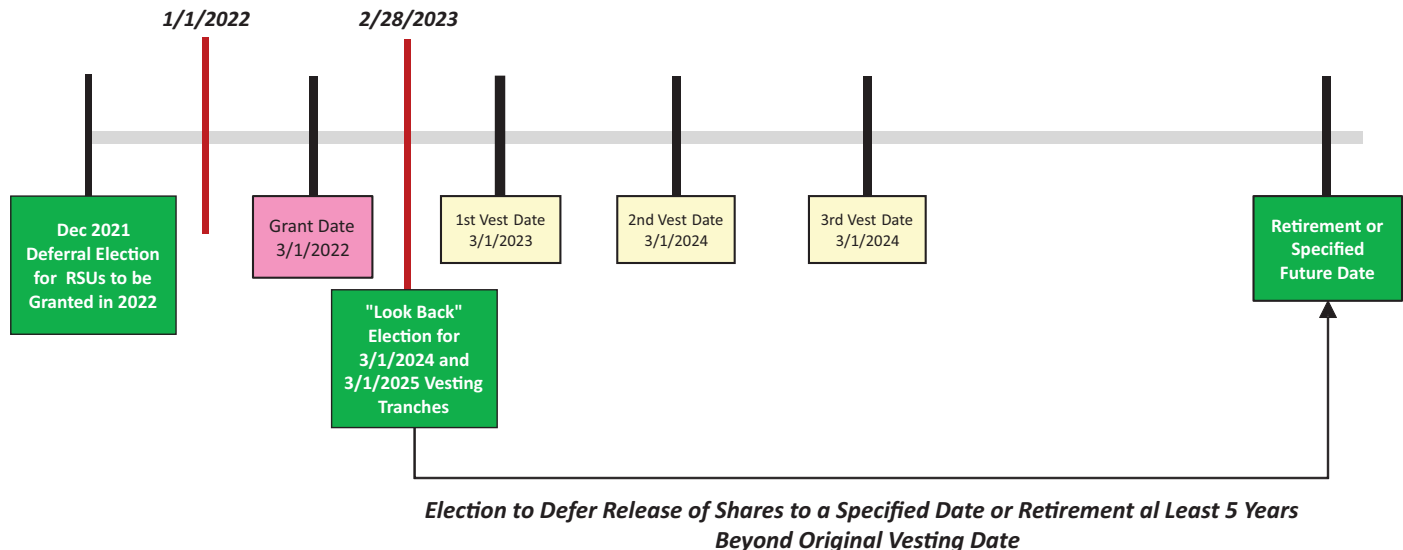 1/1/2022
2/28/2023
Dec 2021
Deferral Election
for RSUs to be
Granted in 2022
Grant Date
3/1/2022
1st Vest Date
3/1/2023
2nd Vest Date
3/1/2024
3rd Vest Date
3/1/2024
Retirement or
Specified
Future Date
"Look Back"
Election for
3/1/2024 and
3/1/2025 Vesting
Tranches
Election to Defer Release of Shares to a Specified Date or Retirement al Least 5 Years
Beyond Original Vesting Date